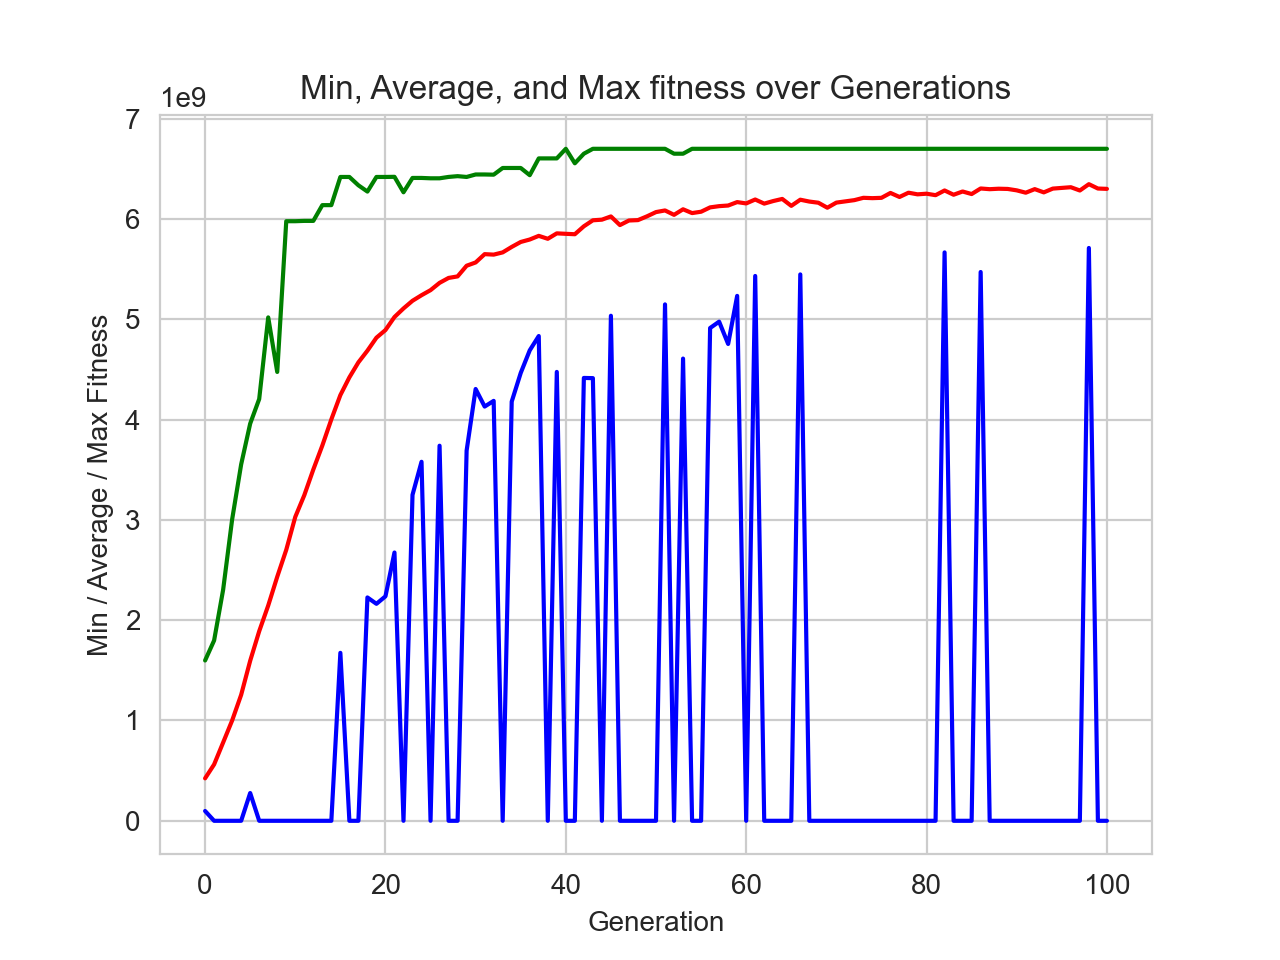 Min, Average, and Max fitness over Generations
1e9
7
6
5
4
3
2
1
0
Min / Average / Max Fitness
0 20 40 60 80 100
Generation